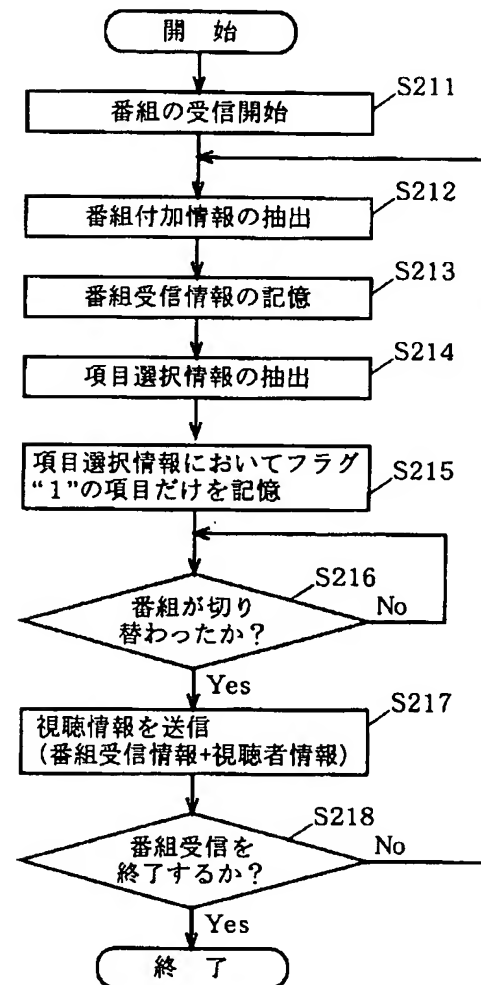 開 始
S211
番組の受信開始
S212
番組付加情報の抽出
S213
番組受信情報の記憶
S214
項目選択情報の抽出
S215
項目選択情報においてフラグ
“1”の項目だけを記憶
S216
番組が切り
替わったか？
No
Yes
S217
視聴情報を送信
(番組受信情報+視聴者情報)
S218
番組受信を
終了するか？
No
Yes
終 了